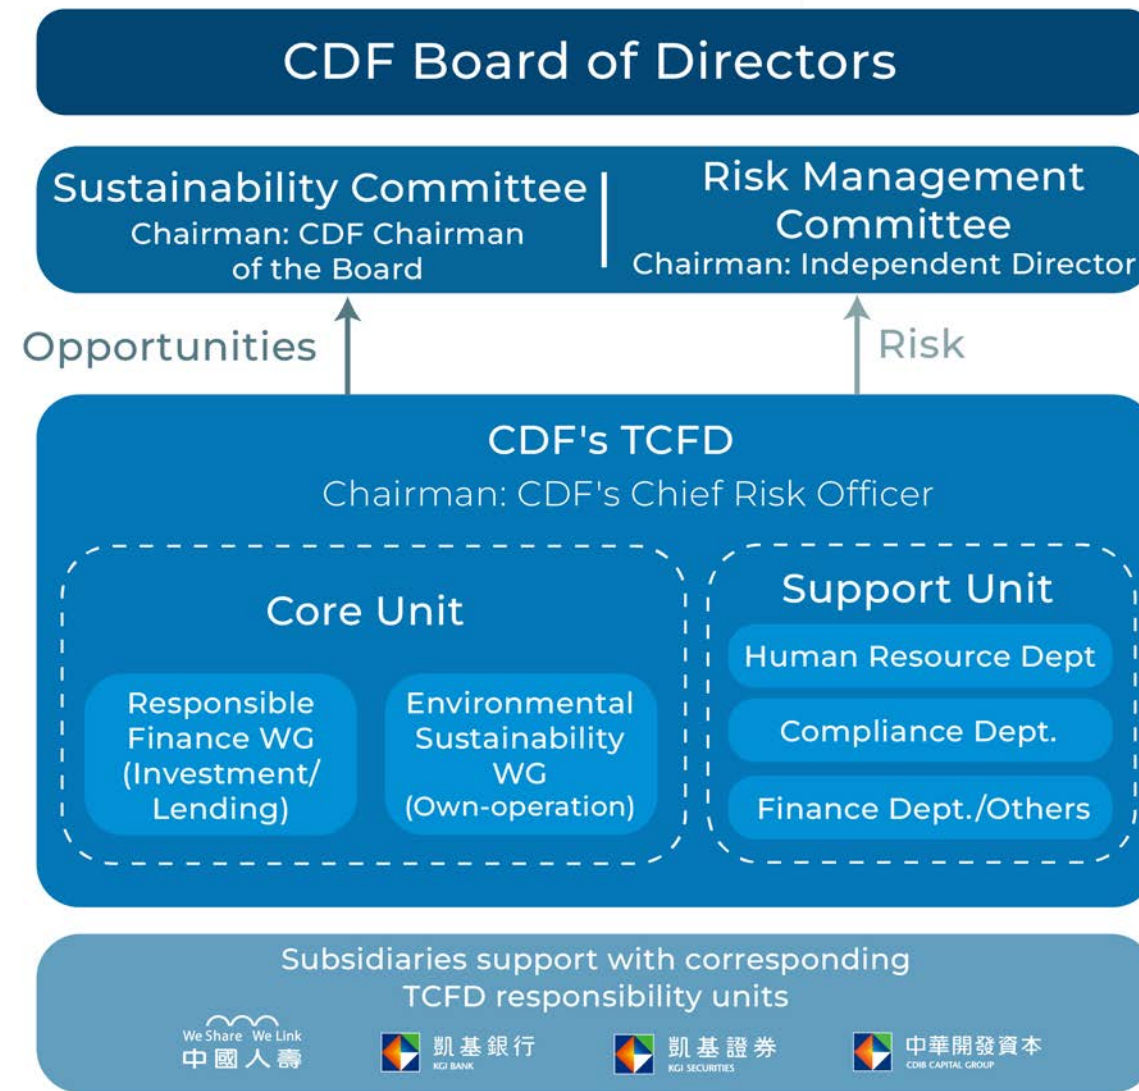 CDF Board of Directors
Sustainability Committee
Chairman: CDF Chairman
of the Board
Risk Management
Committee
Chairman: Independent Director
Opportunities
Risk
CDF's TCFD
Chairman: CDF's Chief Risk Officer
Core Unit
Responsible
Finance WG
(Investment/
Lending)
Environmental
Sustainability
WG
(Own-operation)
Support Unit
Human Resource Dept
Compliance Dept.
Finance Dept./Others
Subsidiaries support with corresponding
TCFD responsibility units
We Share We Link
中國人壽
凱基銀行
KGI BANK
凱基證券
KGI SECURITIES
中華開發資本
CDIB CAPITAL GROUP